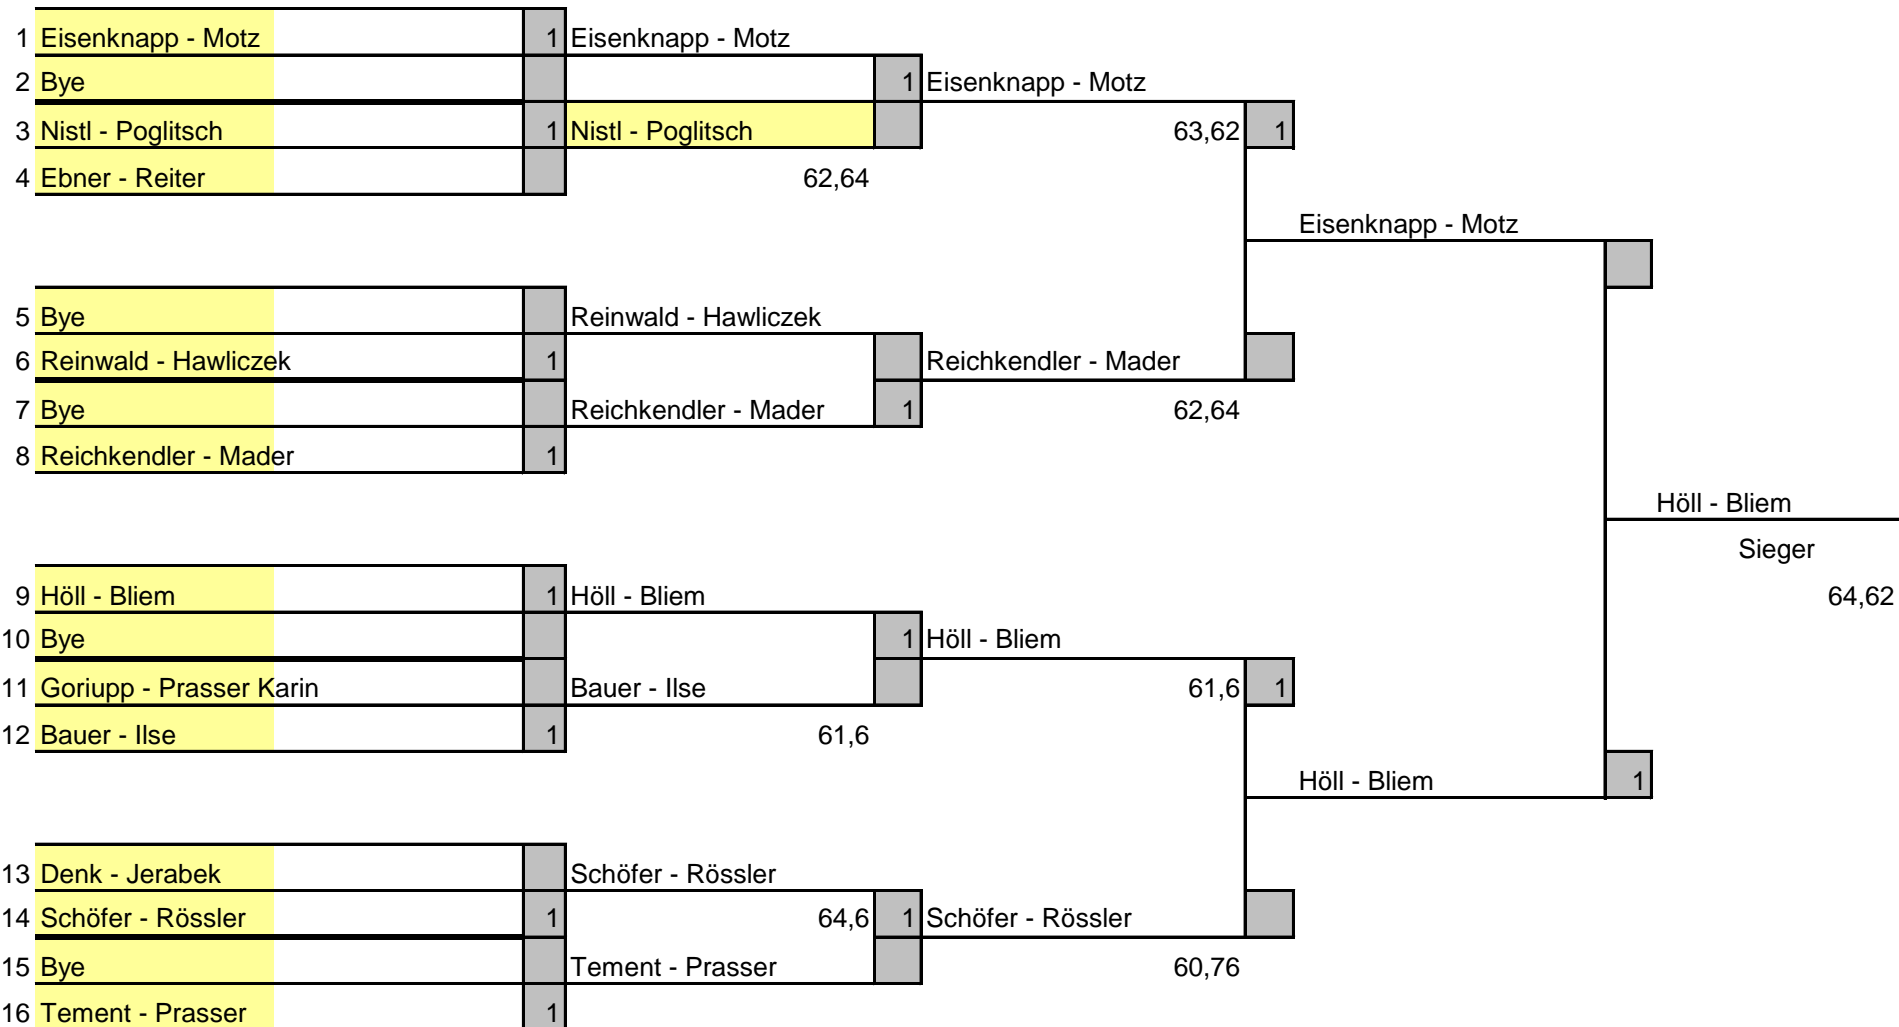 1 Eisenknapp - Motz 1 Eisenknapp - Motz
2 Bye 1 Eisenknapp - Motz
3 Nistl - Poglitsch 1 Nistl - Poglitsch 63,62 1
4 Ebner - Reiter 62,64
Eisenknapp - Motz
5 Bye Reinwald - Hawliczek
6 Reinwald - Hawliczek 1 Reichkendler - Mader
7 Bye Reichkendler - Mader 1 62,64
8 Reichkendler - Mader 1
Höll - Bliem
Sieger
9 Höll - Bliem 1 Höll - Bliem 64,62
10 Bye 1 Höll - Bliem
11 Goriupp - Prasser Karin Bauer - Ilse 61,6 1
12 Bauer - Ilse 1 61,6
Höll - Bliem 1
13 Denk - Jerabek Schöfer - Rössler
14 Schöfer - Rössler 1 64,6 1 Schöfer - Rössler
15 Bye Tement - Prasser 60,76
16 Tement - Prasser 1